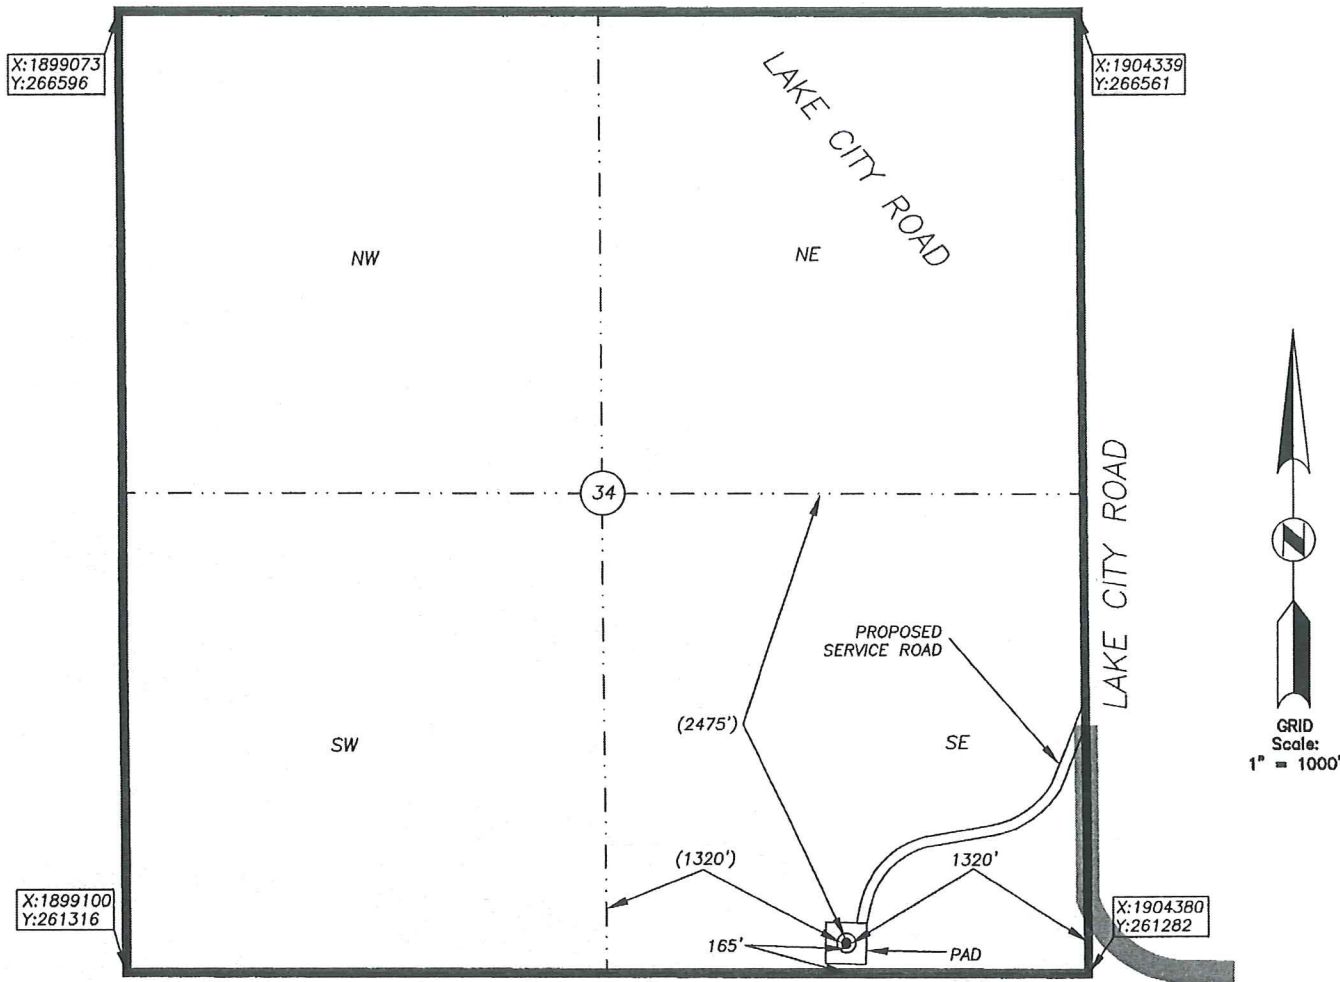 X:1899073
Y:266596
X:1904339
Y:266561
LAKE CITY ROAD
NW
NE
34
LAKE CITY ROAD
N
GRID
Scale:
1" = 1000'
PROPOSED
SERVICE ROAD
(2475')
SW
SE
(1320')
1320'
X:1899100
Y:261316
X:1904380
Y:261282
165'
PAD